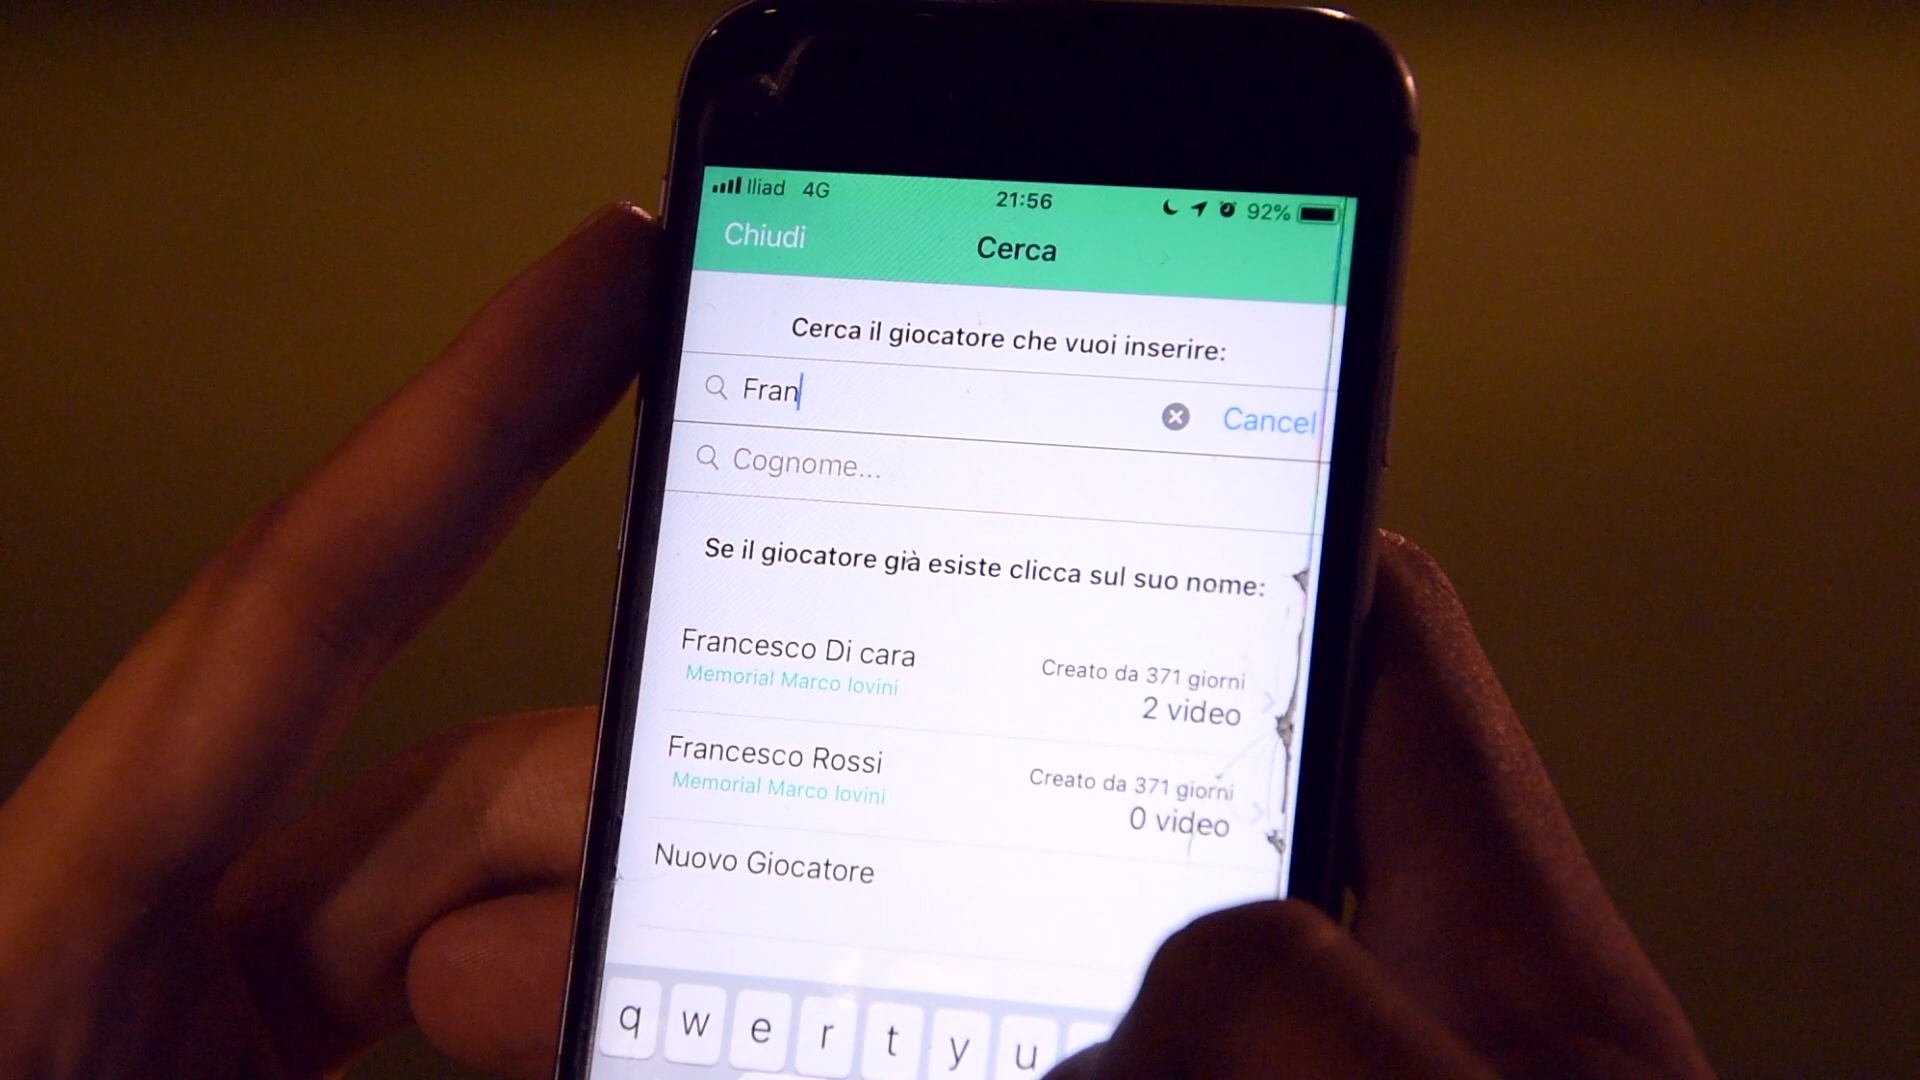 Iliad 4G 21:56 92%
Chiudi Cerca
Cerca il giocatore che vuoi inserire:
Fran Cancel
Cognome...
Se il giocatore già esiste clicca sul suo nome:
Francesco Di cara Creato da 371 giorni
Memorial Marco Iovini 2 video
Francesco Rossi Creato da 371 giorni
Memorial Marco Iovini 0 video
Nuovo Giocatore
q w e r t y u